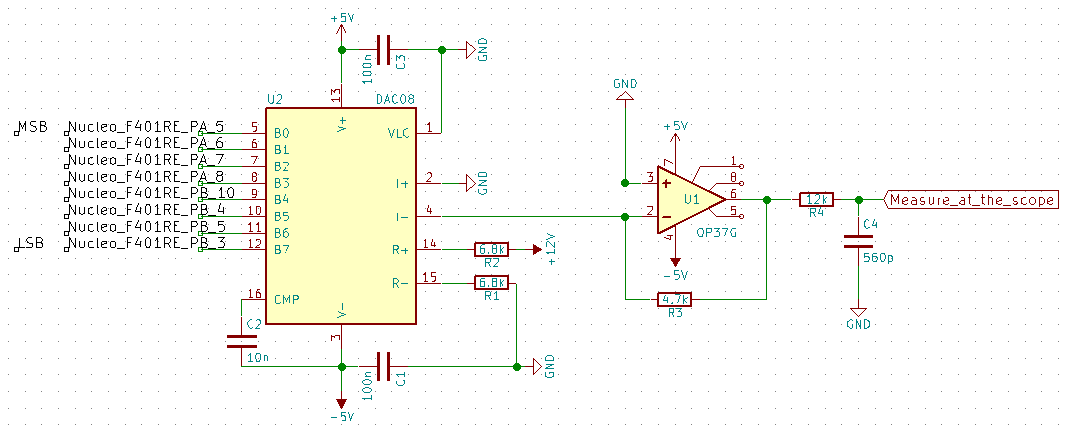 +5V
100n
C3
GND
U2
DAC08
13
V+
MSB
Nucleo_F401RE_PA_5
5
B0
VLC
1
Nucleo_F401RE_PA_6
6
B1
Nucleo_F401RE_PA_7
7
B2
Nucleo_F401RE_PA_8
8
B3
I+
2
GND
Nucleo_F401RE_PB_10
9
B4
Nucleo_F401RE_PB_4
10
B5
I-
4
Nucleo_F401RE_PB_5
11
B6
LSB
Nucleo_F401RE_PB_3
12
B7
R+
14
6.8k
R2
+12V
R-
15
6.8k
R1
16
CMP
C2
10n
V-
3
100n
C1
GND
-5V
GND
+5V
7
1
3
+
8
U1
6
2
-
5
4
OP37G
-5V
4.7k
R3
12k
R4
Measure_at_the_scope
C4
560p
GND